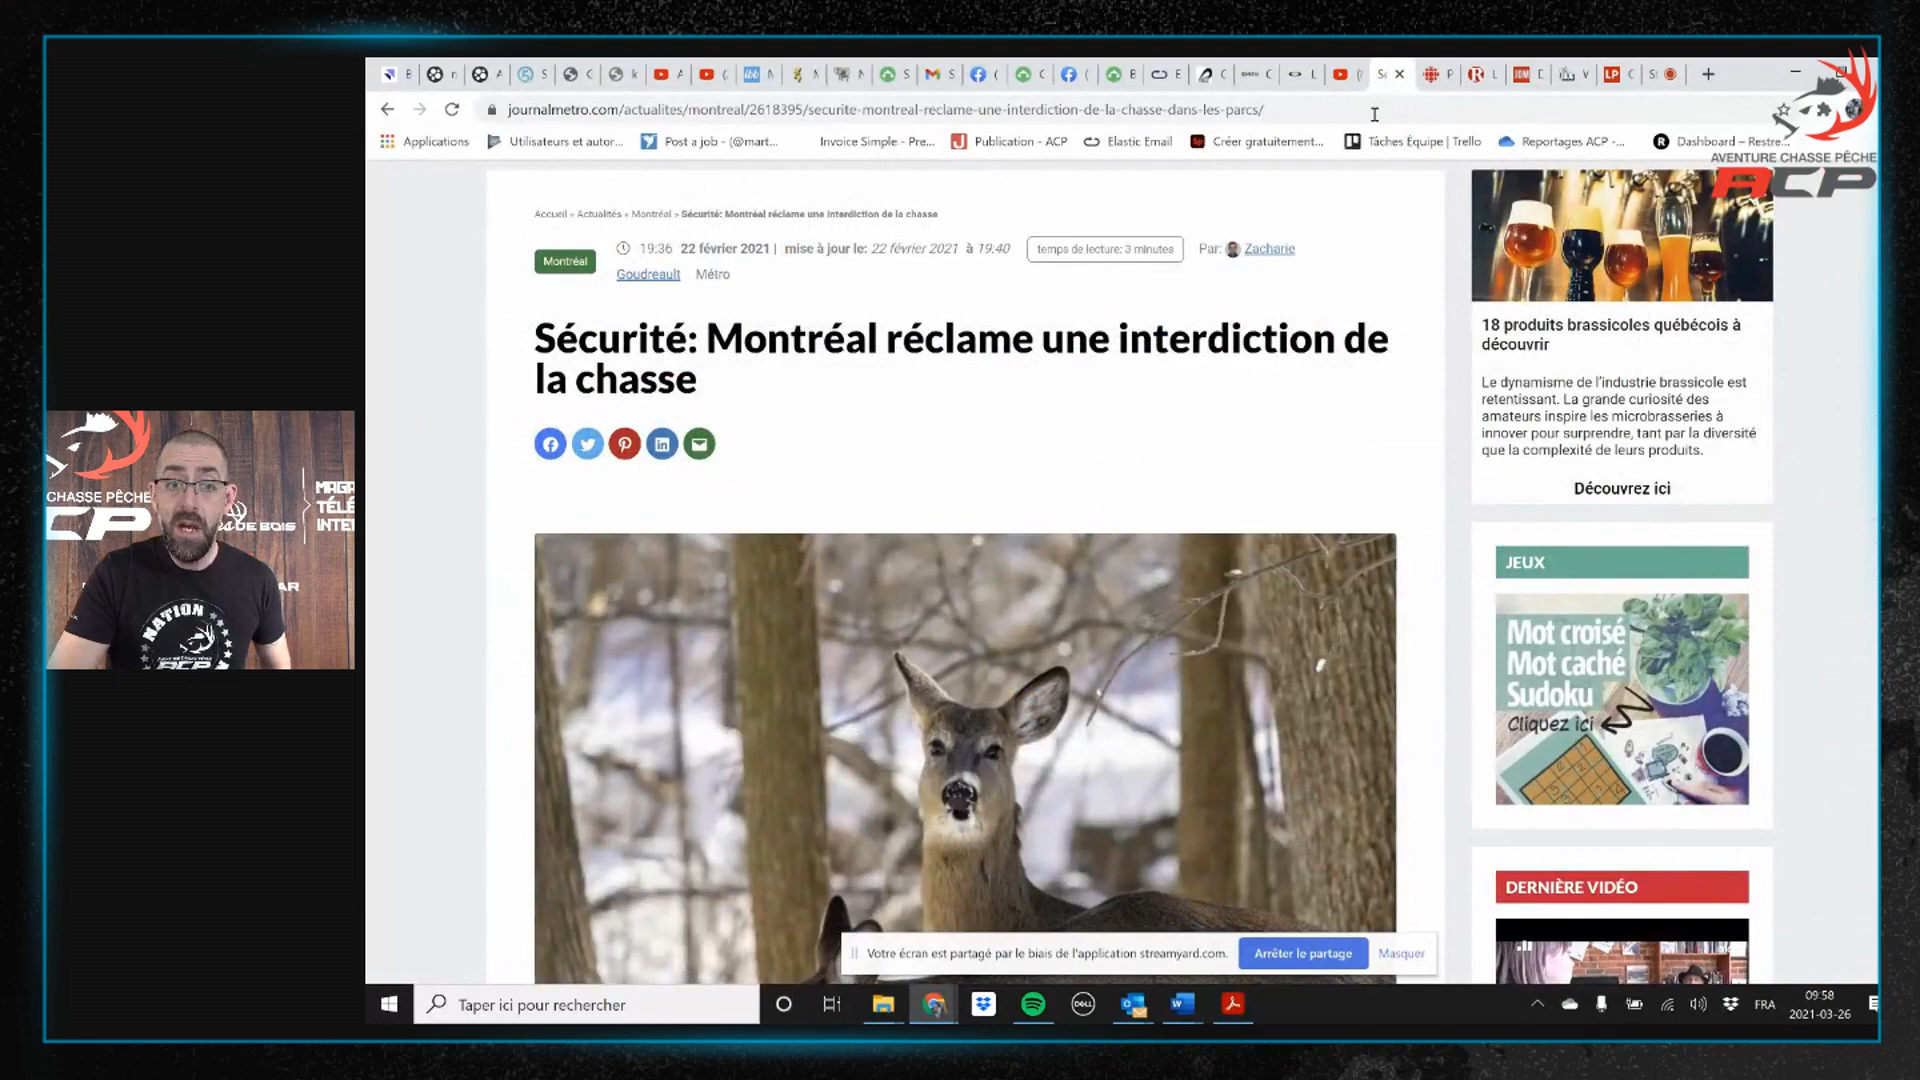 journalmetro.com/actualites/montreal/2618395/securite-montreal-reclame-une-interdiction-de-la-chasse-dans-les-parcs/
Applications
Utilisateurs et autor...
Post a job - (@mart...
Invoice Simple - Pre...
Publication - ACP
Elastic Email
Créer gratuitement...
Tâches Équipe | Trello
Reportages ACP -...
Dashboard – Restre...
AVENTURE CHASSE PÊCHE
ACP
Accueil » Actualités » Montréal » Sécurité: Montréal réclame une interdiction de la chasse
Montréal
19:36 22 février 2021 | mise à jour le: 22 février 2021 à 19:40
temps de lecture: 3 minutes
Par: Zacharie
Goudreault Métro
Sécurité: Montréal réclame une interdiction de
la chasse
18 produits brassicoles québécois à
découvrir
Le dynamisme de l'industrie brassicole est
retentissant. La grande curiosité des
amateurs inspire les microbrasseries à
innover pour surprendre, tant par la diversité
que la complexité de leurs produits.
Découvrez ici
JEUX
Mot croisé
Mot caché
Sudoku
Cliquez ici
DERNIÈRE VIDÉO
CHASSE PÊCHE
CP
DE BOIS
MAGA
TÉLÉ
INTE
AR
NATION
ACP
Votre écran est partagé par le biais de l'application streamyard.com.
Arrêter le partage
Masquer
Taper ici pour rechercher
DELL
FRA
09:58
2021-03-26